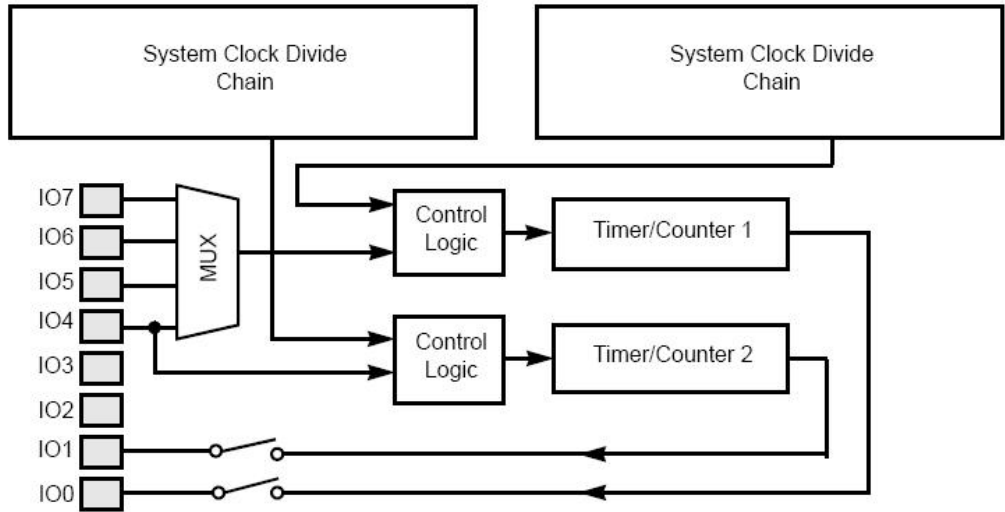 System Clock Divide
Chain
System Clock Divide
Chain
IO7
IO6
IO5
IO4
IO3
IO2
IO1
IO0
MUX
Control
Logic
Timer/Counter 1
Control
Logic
Timer/Counter 2